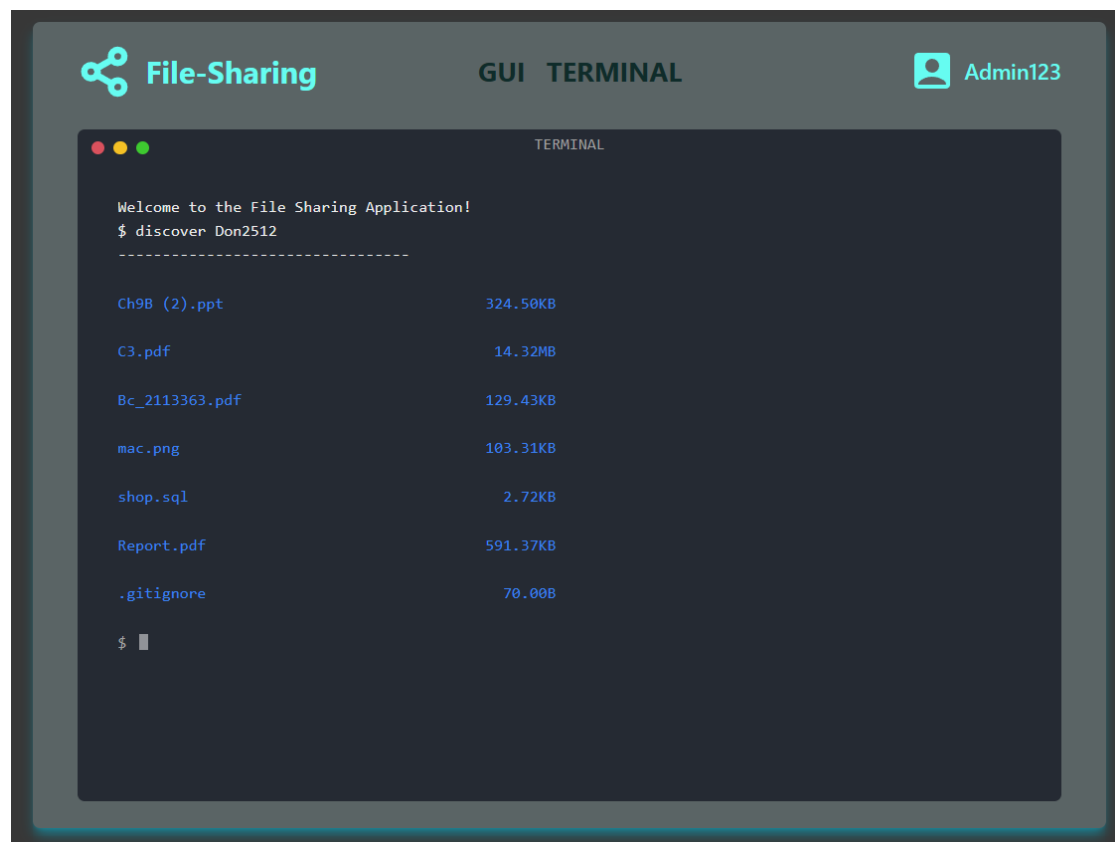 File-Sharing GUI TERMINAL Admin123
TERMINAL
Welcome to the File Sharing Application!
$ discover Don2512
---------------------------------
Ch9B (2).ppt 324.50KB
C3.pdf 14.32MB
Bc_2113363.pdf 129.43KB
mac.png 103.31KB
shop.sql 2.72KB
Report.pdf 591.37KB
.gitignore 70.00B
$